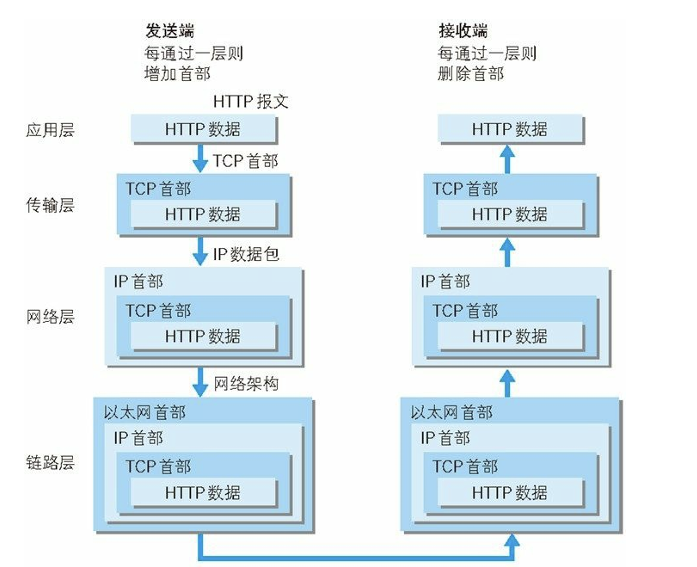 发送端
每通过一层则
增加首部
接收端
每通过一层则
删除首部
HTTP 报文
应用层
HTTP 数据
HTTP 数据
TCP 首部
传输层
TCP 首部
HTTP 数据
TCP 首部
HTTP 数据
IP 数据包
网络层
IP 首部
TCP 首部
HTTP 数据
IP 首部
TCP 首部
HTTP 数据
网络架构
链路层
以太网首部
IP 首部
TCP 首部
HTTP 数据
以太网首部
IP 首部
TCP 首部
HTTP 数据